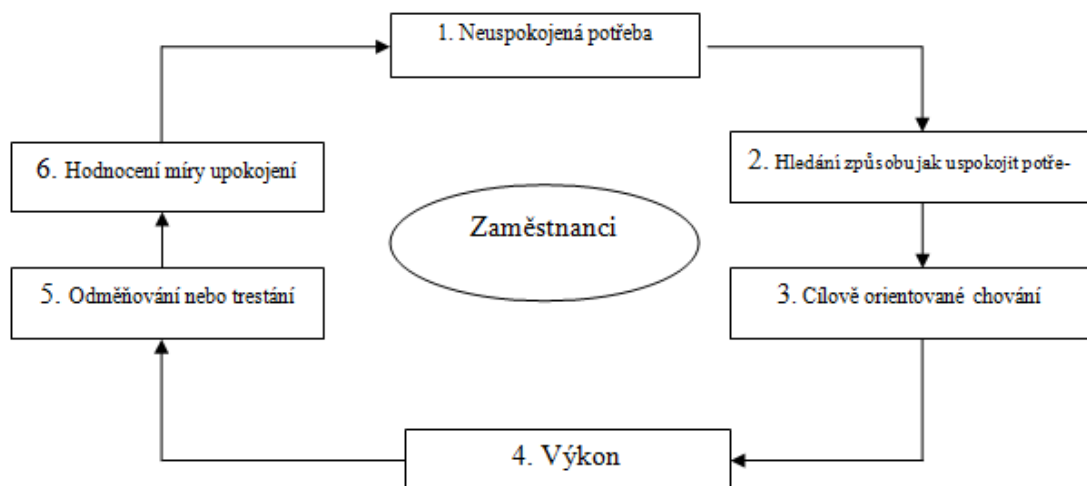 1. Neuspokojená potřeba
2. Hledání způsobu jak uspokojit potře-
3. Cílově orientované chování
4. Výkon
5. Odměňování nebo trestání
6. Hodnocení míry upokojení
Zaměstnanci